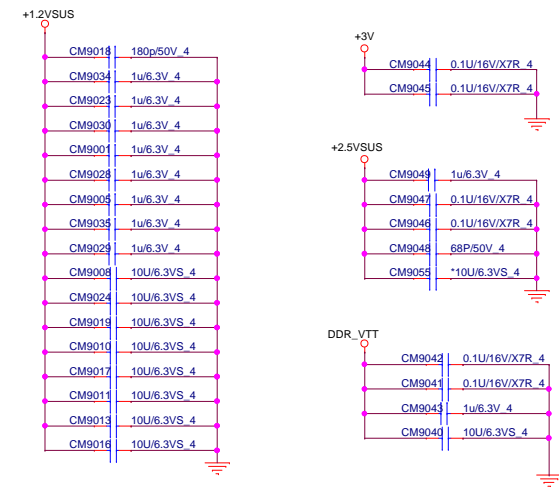 +1.2VSUS
CM9018 180p/50V_4
CM9034 1u/6.3V_4
CM9023 1u/6.3V_4
CM9030 1u/6.3V_4
CM9001 1u/6.3V_4
CM9028 1u/6.3V_4
CM9005 1u/6.3V_4
CM9035 1u/6.3V_4
CM9029 1u/6.3V_4
CM9008 10U/6.3VS_4
CM9024 10U/6.3VS_4
CM9019 10U/6.3VS_4
CM9010 10U/6.3VS_4
CM9017 10U/6.3VS_4
CM9011 10U/6.3VS_4
CM9013 10U/6.3VS_4
CM9016 10U/6.3VS_4
+3V
CM9044 0.1U/16V/X7R_4
CM9045 0.1U/16V/X7R_4
+2.5VSUS
CM9049 1u/6.3V_4
CM9047 0.1U/16V/X7R_4
CM9046 0.1U/16V/X7R_4
CM9048 68P/50V_4
CM9055 *10U/6.3VS_4
DDR_VTT
CM9042 0.1U/16V/X7R_4
CM9041 0.1U/16V/X7R_4
CM9043 1u/6.3V_4
CM9040 10U/6.3VS_4